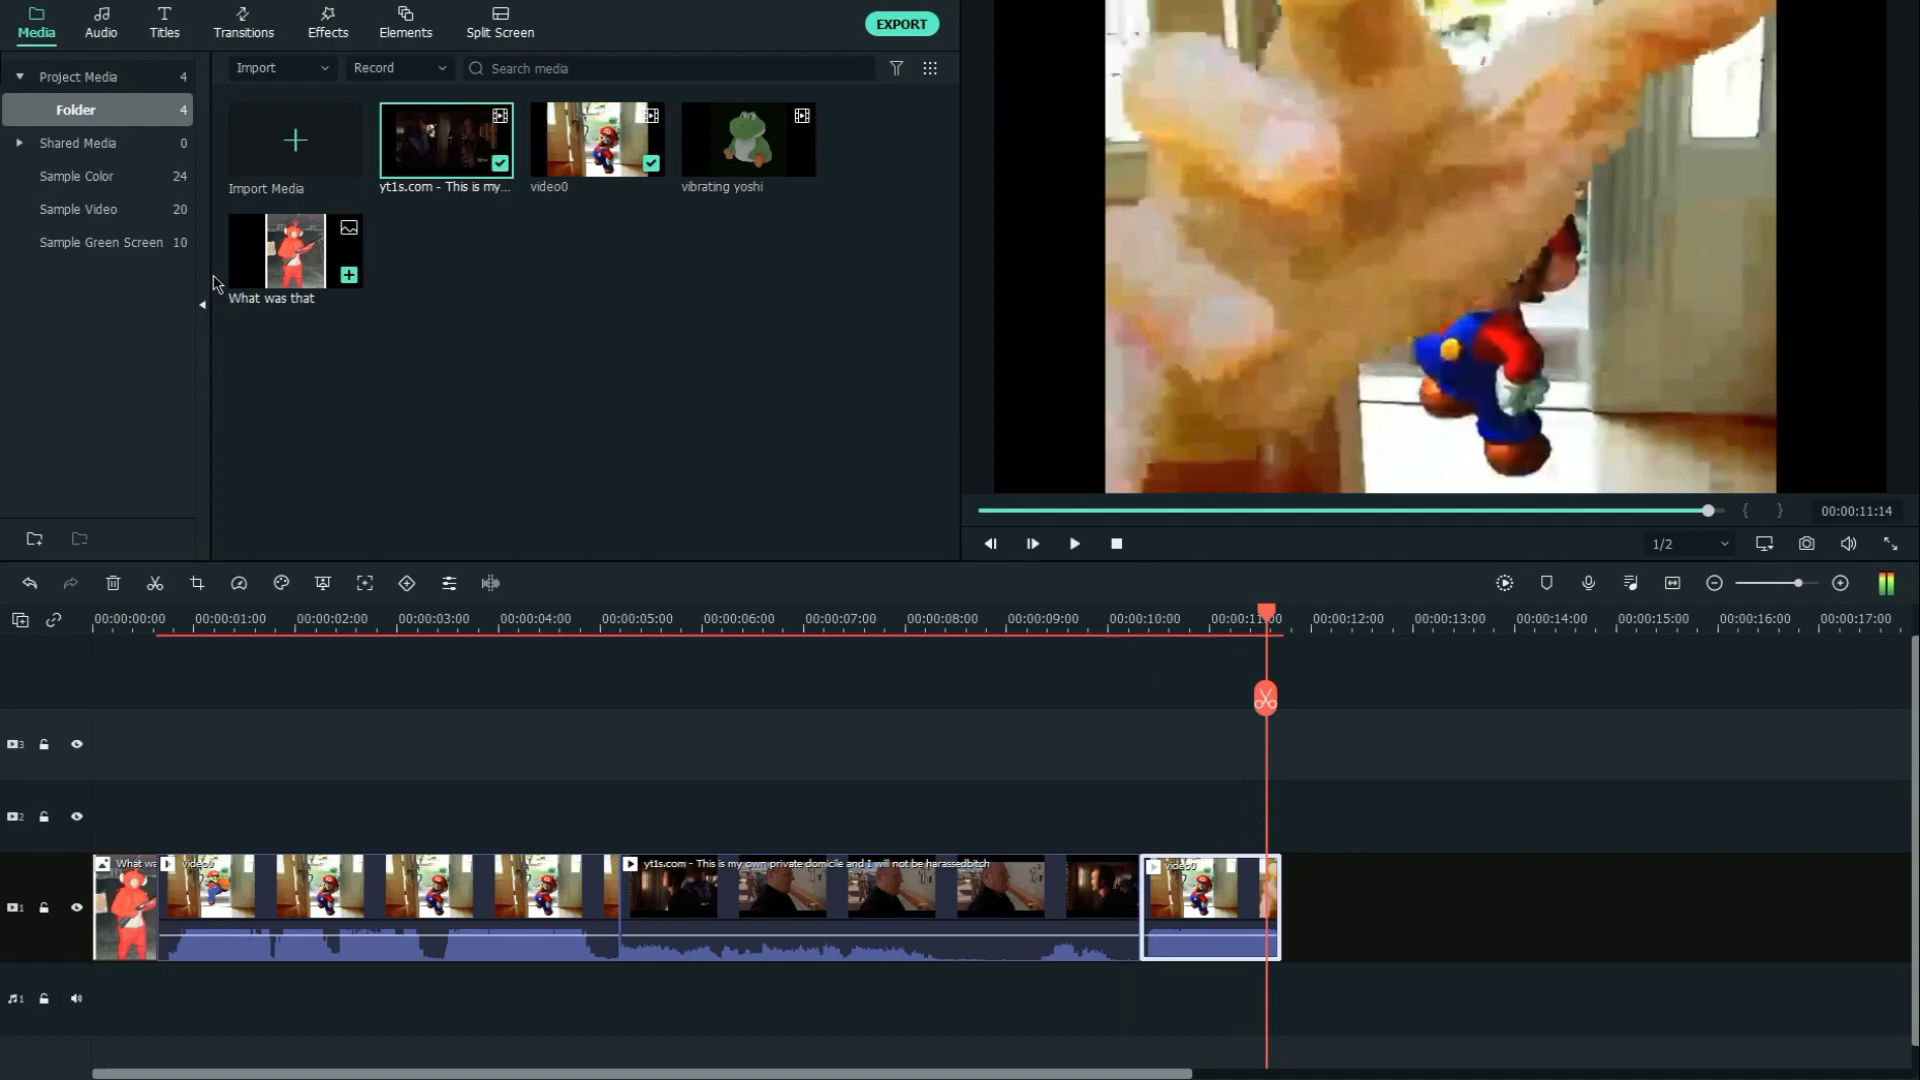 Media Audio Titles Transitions Effects Elements Split Screen EXPORT
Project Media 4
Folder 4
Shared Media 0
Sample Color 24
Sample Video 20
Sample Green Screen 10
Import Record Search media
Import Media
yt1s.com - This is my...
video0
vibrating yoshi
What was that
{ } 00:00:11:14
1/2
00:00:00:00 00:00:01:00 00:00:02:00 00:00:03:00 00:00:04:00 00:00:05:00 00:00:06:00 00:00:07:00 00:00:08:00 00:00:09:00 00:00:10:00 00:00:11:00 00:00:12:00 00:00:13:00 00:00:14:00 00:00:15:00 00:00:16:00 00:00:17:00
3
2
What wa video0 yt1s.com - This is my own private domicile and I will not be harassedbitch video0
1
1